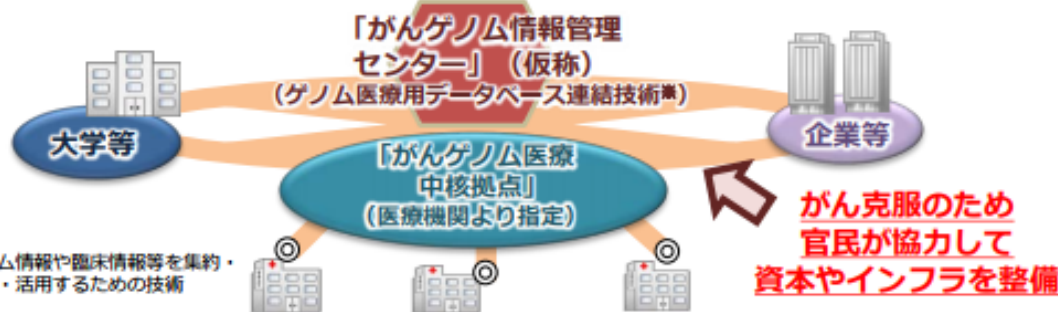 「がんゲノム情報管理
センター」（仮称）
（ゲノム医療用データベース連結技術※）
大学等
企業等
「がんゲノム医療
中核拠点」
（医療機関より指定）
がん克服のため
官民が協力して
資本やインフラを整備
ム情報や臨床情報等を集約・
・活用するための技術